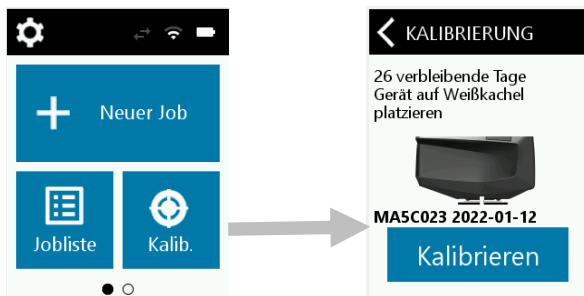 Neuer Job
Jobliste
Kalib.
KALIBRIERUNG
26 verbleibende Tage
Gerät auf Weißkachel
platzieren
MA5C023 2022-01-12
Kalibrieren